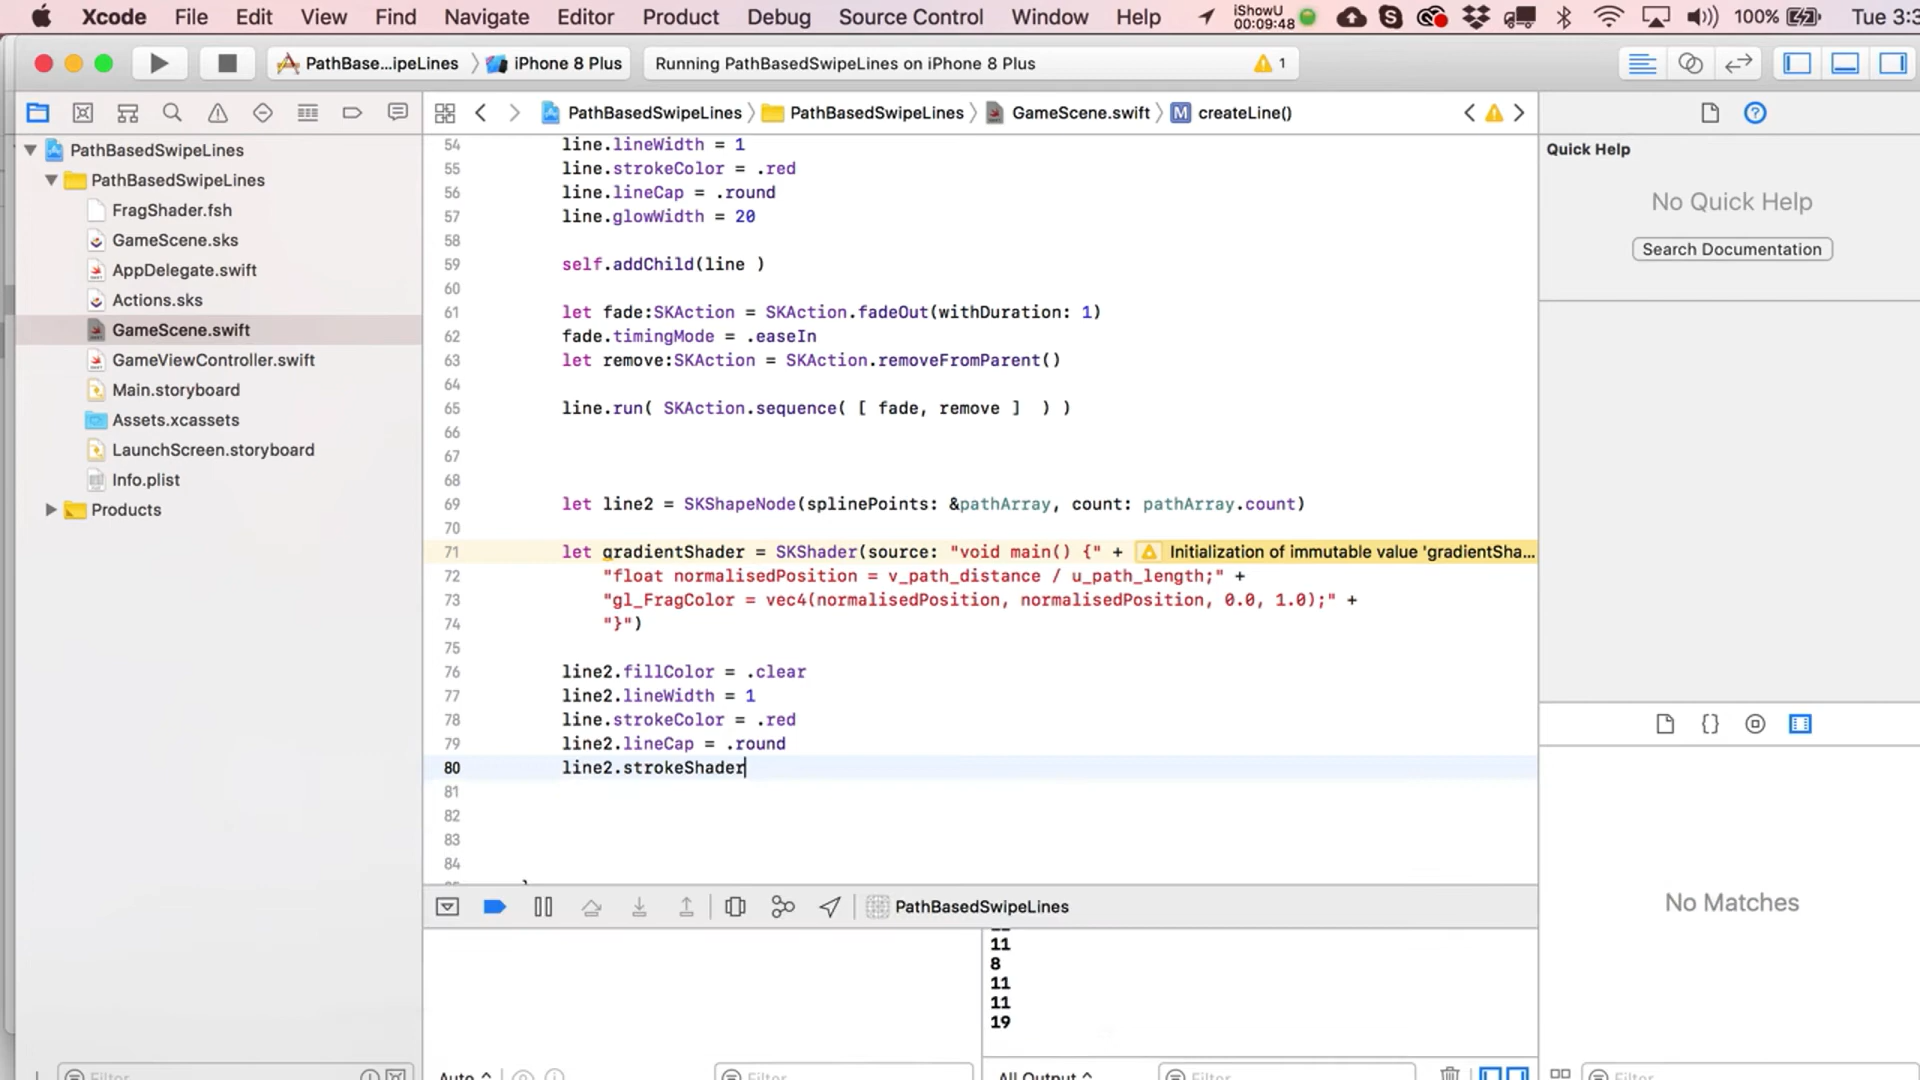 Xcode File Edit View Find Navigate Editor Product Debug Source Control Window Help iShowU 00:09:48 100% Tue 3:3
PathBase...ipeLines iPhone 8 Plus Running PathBasedSwipeLines on iPhone 8 Plus 1
PathBasedSwipeLines PathBasedSwipeLines GameScene.swift M createLine()
PathBasedSwipeLines
PathBasedSwipeLines
FragShader.fsh
GameScene.sks
AppDelegate.swift
Actions.sks
GameScene.swift
GameViewController.swift
Main.storyboard
Assets.xcassets
LaunchScreen.storyboard
Info.plist
Products
54 line.lineWidth = 1
55 line.strokeColor = .red
56 line.lineCap = .round
57 line.glowWidth = 20
58
59 self.addChild(line )
60
61 let fade:SKAction = SKAction.fadeOut(withDuration: 1)
62 fade.timingMode = .easeIn
63 let remove:SKAction = SKAction.removeFromParent()
64
65 line.run( SKAction.sequence( [ fade, remove ]  ) )
66
67
68
69 let line2 = SKShapeNode(splinePoints: &pathArray, count: pathArray.count)
70
71 let gradientShader = SKShader(source: "void main() {" + Initialization of immutable value 'gradientSha...
72 "float normalisedPosition = v_path_distance / u_path_length;" +
73 "gl_FragColor = vec4(normalisedPosition, normalisedPosition, 0.0, 1.0);" +
74 "}")
75
76 line2.fillColor = .clear
77 line2.lineWidth = 1
78 line.strokeColor = .red
79 line2.lineCap = .round
80 line2.strokeShader
81
82
83
84
Quick Help
No Quick Help
Search Documentation
No Matches
PathBasedSwipeLines
11
8
11
11
19
Filter
Auto
Filter
All Output
Filter
Filter